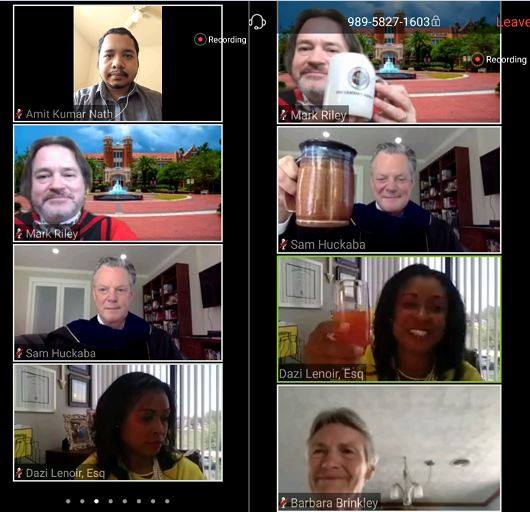 Recording
Amit Kumar Nath
Mark Riley
Sam Huckaba
Dazi Lenoir, Esq
989-5827-1603
Leave
Recording
Mark Riley
Sam Huckaba
Dazi Lenoir, Esq
Barbara Brinkley